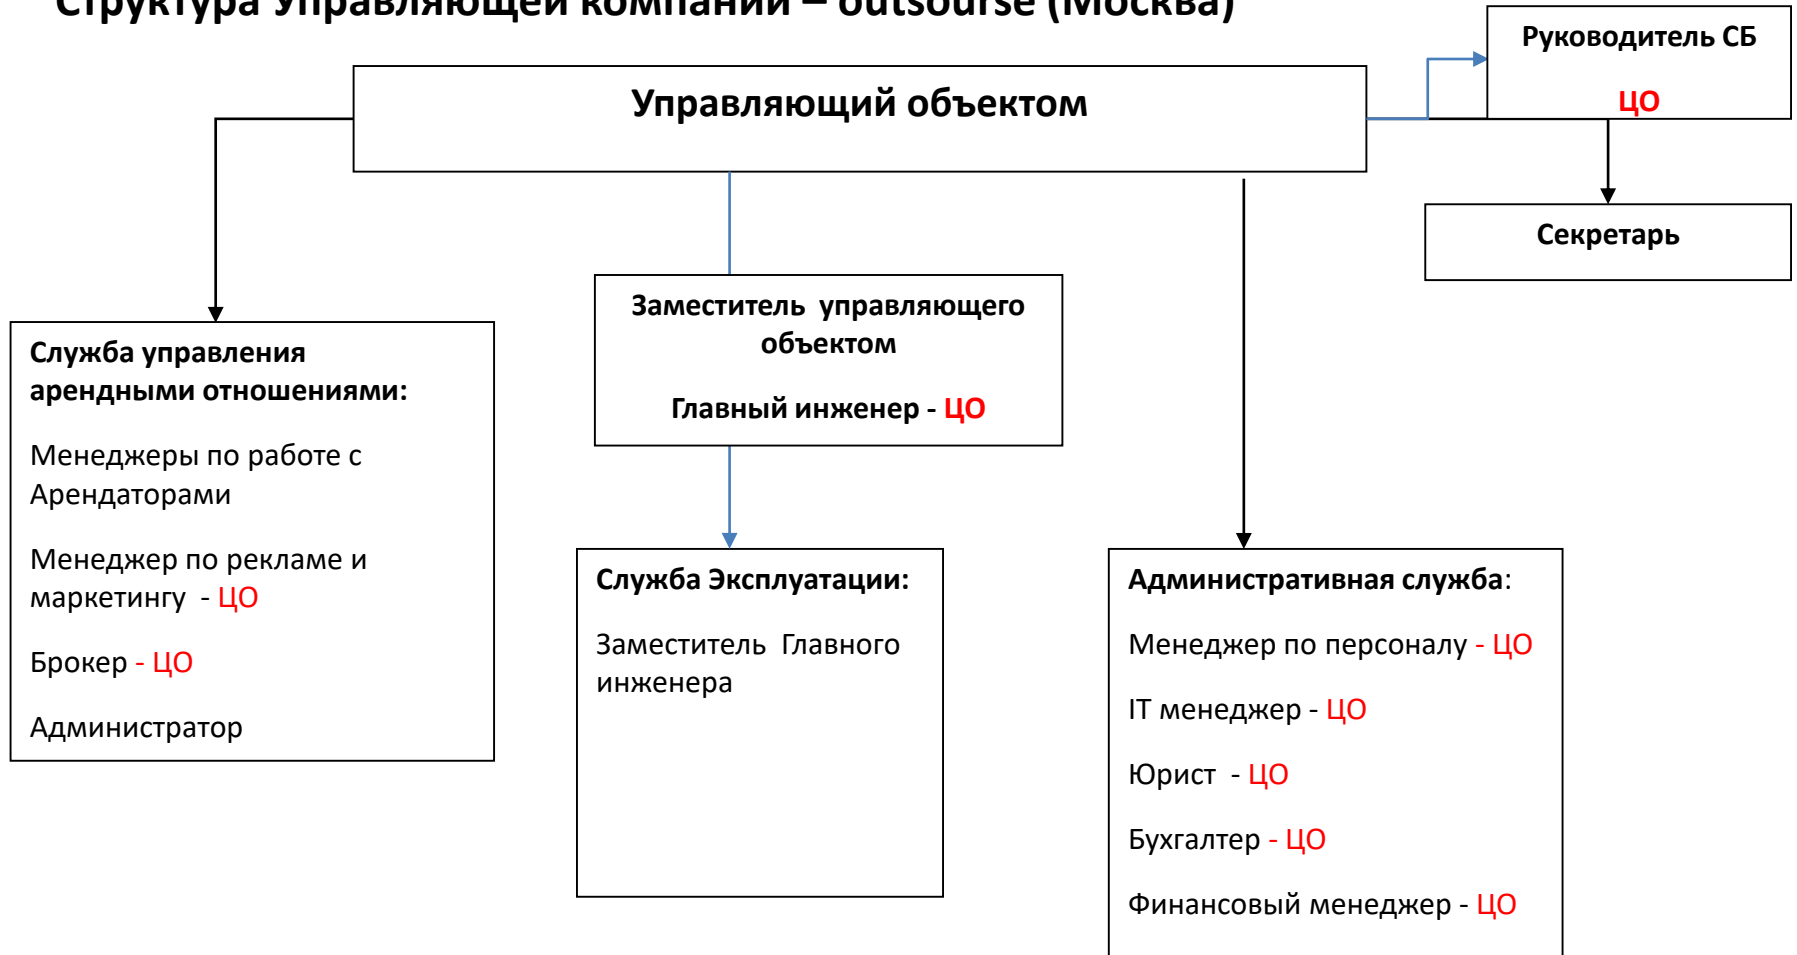 Структура Управляющей компании – outsourse (Москва)
Руководитель СБ
ЦО
Управляющий объектом
Секретарь
Заместитель управляющего
объектом
Главный инженер - ЦО
Служба управления
арендными отношениями:
Менеджеры по работе с
Арендаторами
Менеджер по рекламе и
маркетингу - ЦО
Брокер - ЦО
Администратор
Служба Эксплуатации:
Заместитель Главного
инженера
Административная служба:
Менеджер по персоналу - ЦО
IT менеджер - ЦО
Юрист - ЦО
Бухгалтер - ЦО
Финансовый менеджер - ЦО